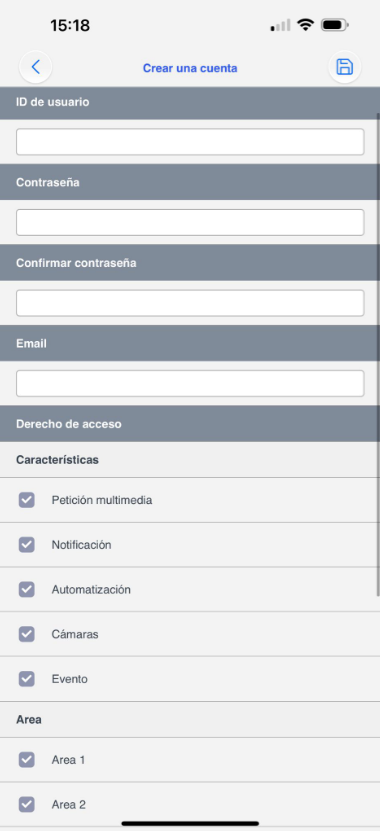 15:18
Crear una cuenta
ID de usuario
Contraseña
Confirmar contraseña
Email
Derecho de acceso
Características
Petición multimedia
Notificación
Automatización
Cámaras
Evento
Area
Area 1
Area 2